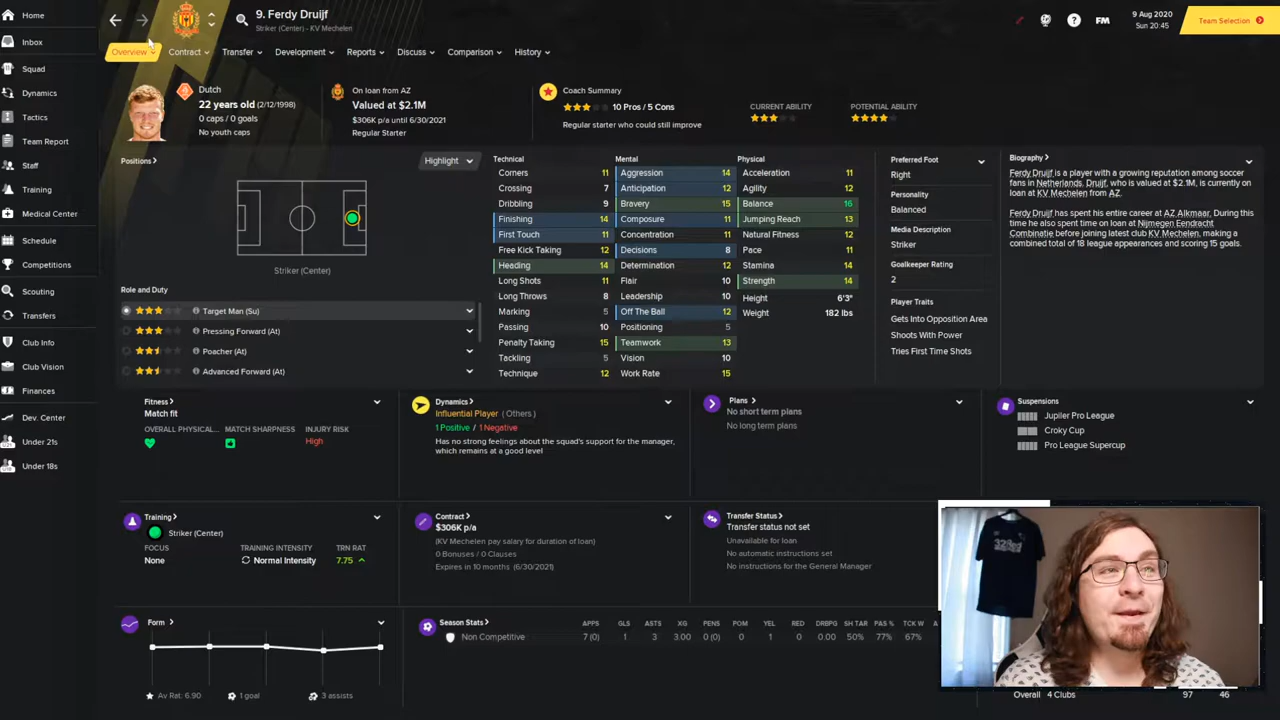 Home
Inbox
Squad
Dynamics
Tactics
Team Report
Staff
Training
Medical Center
Schedule
Competitions
Scouting
Transfers
Club Info
Club Vision
Finances
Dev. Center
Under 21s
Under 18s
9. Ferdy Druijf
Striker (Center) - KV Mechelen
FM
9 Aug 2020
Sun 20:45
Team Selection
Overview
Contract
Transfer
Development
Reports
Discuss
Comparison
History
Dutch
22 years old (2/12/1998)
0 caps / 0 goals
No youth caps
On loan from AZ
Valued at $2.1M
$306K p/a until 6/30/2021
Regular Starter
Coach Summary
10 Pros / 5 Cons
Regular starter who could still improve
CURRENT ABILITY
POTENTIAL ABILITY
Positions
Highlight
Striker (Center)
Role and Duty
Target Man (Su)
Pressing Forward (At)
Poacher (At)
Advanced Forward (At)
Technical
Corners 11
Crossing 7
Dribbling 9
Finishing 14
First Touch 11
Free Kick Taking 12
Heading 14
Long Shots 11
Long Throws 8
Marking 5
Passing 10
Penalty Taking 15
Tackling 5
Technique 12
Mental
Aggression 14
Anticipation 12
Bravery 15
Composure 11
Concentration 11
Decisions 8
Determination 12
Flair 10
Leadership 10
Off The Ball 12
Positioning 5
Teamwork 13
Vision 10
Work Rate 15
Physical
Acceleration 11
Agility 12
Balance 16
Jumping Reach 13
Natural Fitness 12
Pace 11
Stamina 14
Strength 14
Height 6'3"
Weight 182 lbs
Preferred Foot
Right
Personality
Balanced
Media Description
Striker
Goalkeeper Rating
2
Player Traits
Gets Into Opposition Area
Shoots With Power
Tries First Time Shots
Biography
Ferdy Druijf is a player with a growing reputation among soccer
fans in Netherlands. Druijf, who is valued at $2.1M, is currently on
loan at KV Mechelen from AZ.
Ferdy Druijf has spent his entire career at AZ Alkmaar. During this
time he also spent time on loan at Nijmegen Eendracht
Combinatie before joining latest club KV Mechelen, making a
combined total of 18 league appearances and scoring 15 goals.
Fitness
Match fit
OVERALL PHYSICAL...
MATCH SHARPNESS
INJURY RISK
High
Dynamics
Influential Player (Others)
1 Positive / 1 Negative
Has no strong feelings about the squad's support for the manager,
which remains at a good level
Plans
No short term plans
No long term plans
Suspensions
Jupiler Pro League
Croky Cup
Pro League Supercup
Training
Striker (Center)
FOCUS
None
TRAINING INTENSITY
Normal Intensity
TRN RAT
7.75
Contract
$306K p/a
(KV Mechelen pay salary for duration of loan)
0 Bonuses / 0 Clauses
Expires in 10 months (6/30/2021)
Transfer Status
Transfer status not set
Unavailable for loan
No automatic instructions set
No instructions for the General Manager
Form
Av Rat: 6.90
1 goal
3 assists
Season Stats
APPS GLS ASTS XG PENS POM YEL RED DRBPG SH TAR PAS % TCK W
Non Competitive 7 (0) 1 3 3.00 0 (0) 0 1 0 0.00 50% 77% 67%
Overall 4 Clubs 97 46